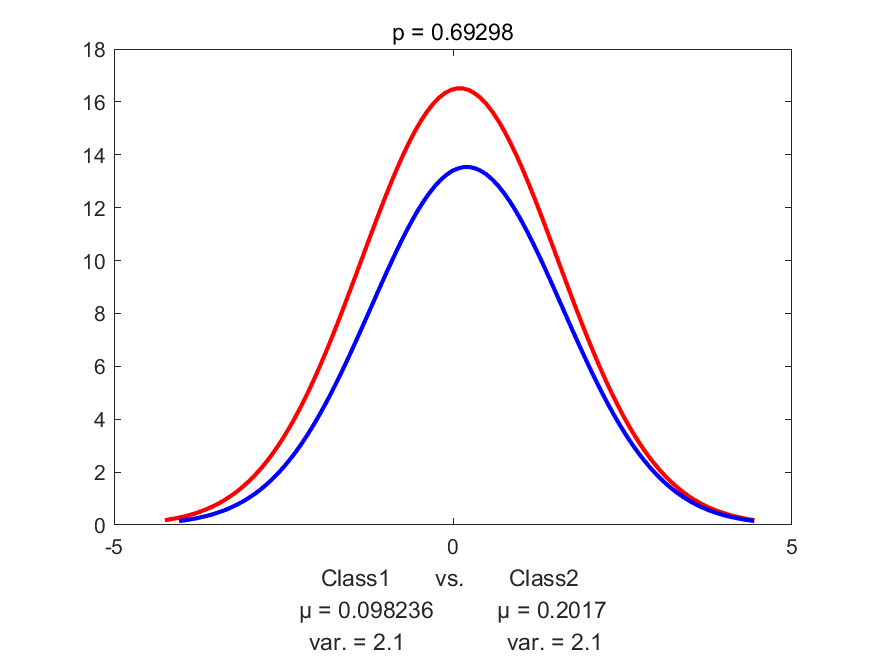 p = 0.69298
18
16
14
12
10
8
6
4
2
0
-5 0 5
Class1 vs. Class2
μ = 0.098236 μ = 0.2017
var. = 2.1 var. = 2.1